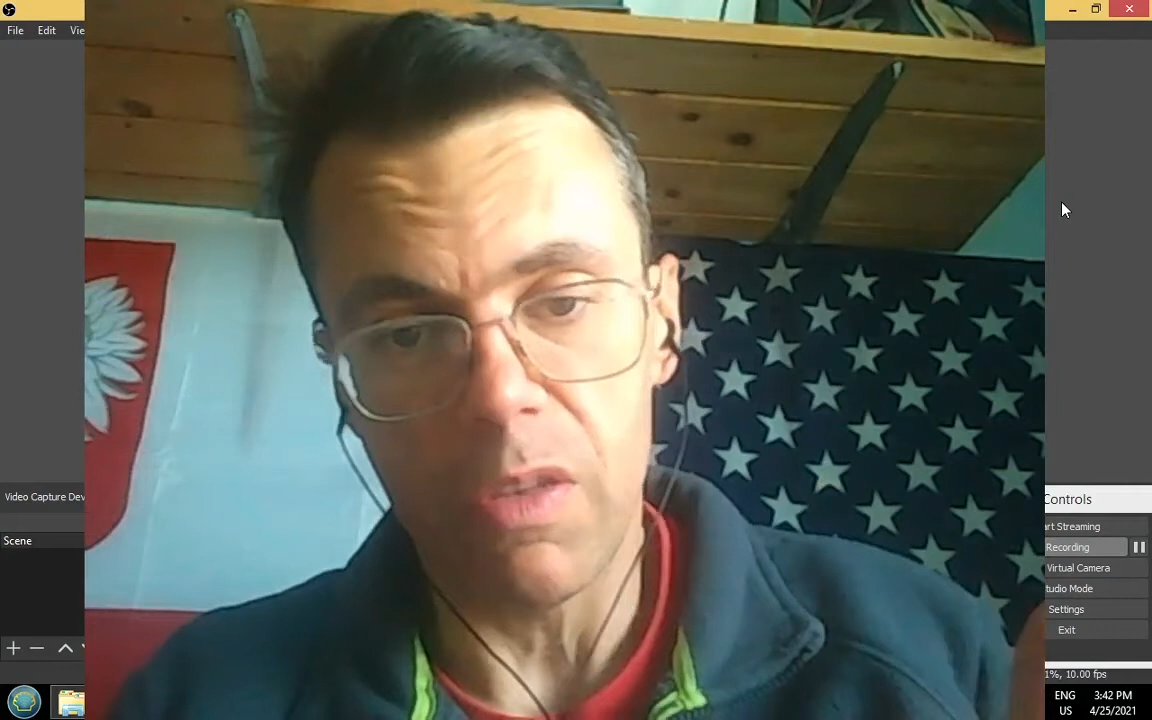 File Edit Vie
Video Capture Dev
Scene
Controls
art Streaming
Recording
Virtual Camera
tudio Mode
Settings
Exit
1%, 10.00 fps
ENG 3:42 PM
US 4/25/2021